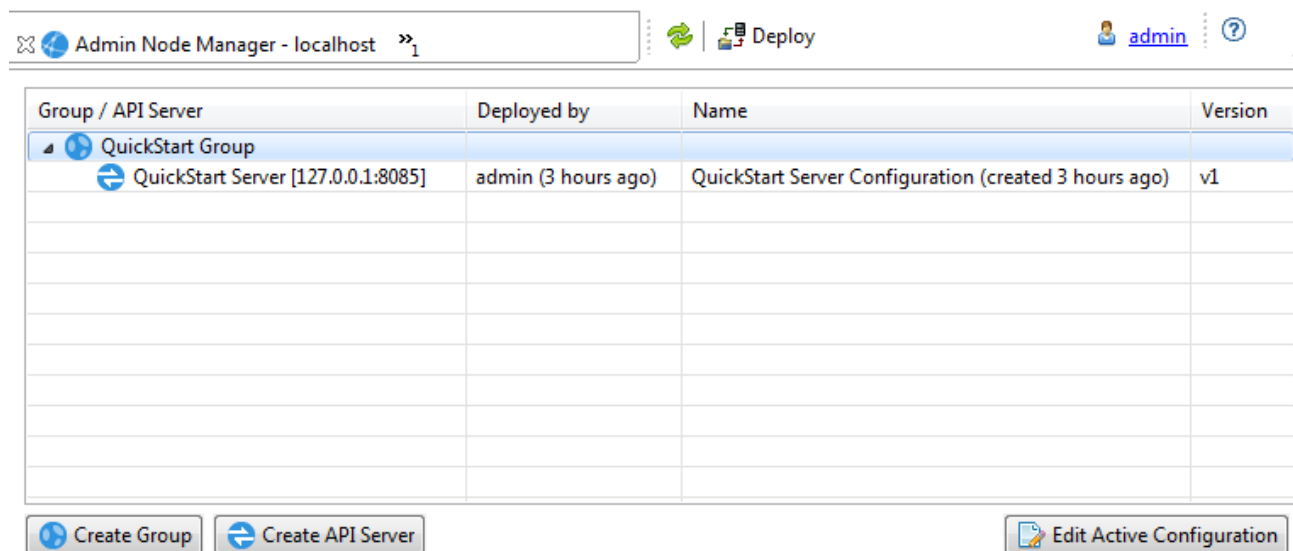 Admin Node Manager - localhost »1 Deploy admin
Group / API Server Deployed by Name Version
QuickStart Group
QuickStart Server [127.0.0.1:8085] admin (3 hours ago) QuickStart Server Configuration (created 3 hours ago) v1
Create Group Create API Server Edit Active Configuration